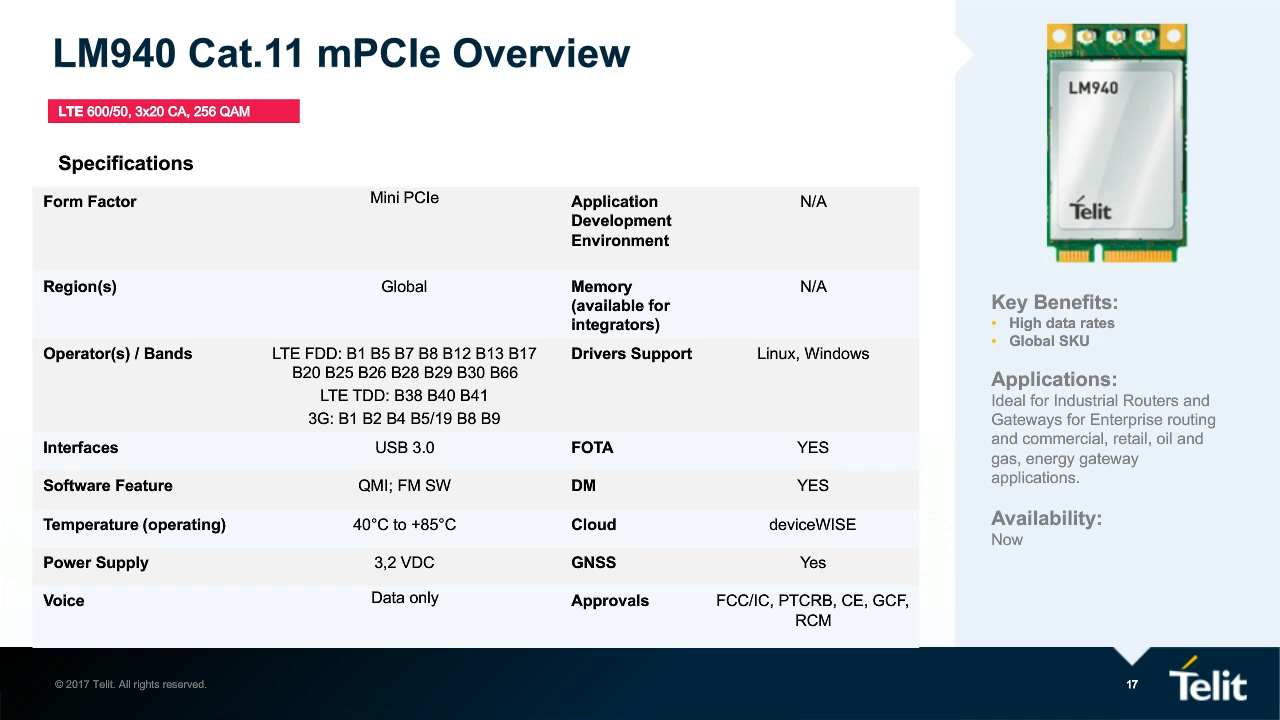 LM940 Cat.11 mPCIe Overview
LTE 600/50, 3x20 CA, 256 QAM
Specifications
Form Factor
Mini PCIe
Application
Development
Environment
N/A
Region(s)
Global
Memory
(available for
integrators)
N/A
Operator(s) / Bands
LTE FDD: B1 B5 B7 B8 B12 B13 B17
B20 B25 B26 B28 B29 B30 B66
LTE TDD: B38 B40 B41
3G: B1 B2 B4 B5/19 B8 B9
Drivers Support
Linux, Windows
Interfaces
USB 3.0
FOTA
YES
Software Feature
QMI; FM SW
DM
YES
Temperature (operating)
40°C to +85°C
Cloud
deviceWISE
Power Supply
3,2 VDC
GNSS
Yes
Voice
Data only
Approvals
FCC/IC, PTCRB, CE, GCF,
RCM
LM940
Telit
Key Benefits:
• High data rates
• Global SKU
Applications:
Ideal for Industrial Routers and
Gateways for Enterprise routing
and commercial, retail, oil and
gas, energy gateway
applications.
Availability:
Now
© 2017 Telit. All rights reserved.
17
Telit